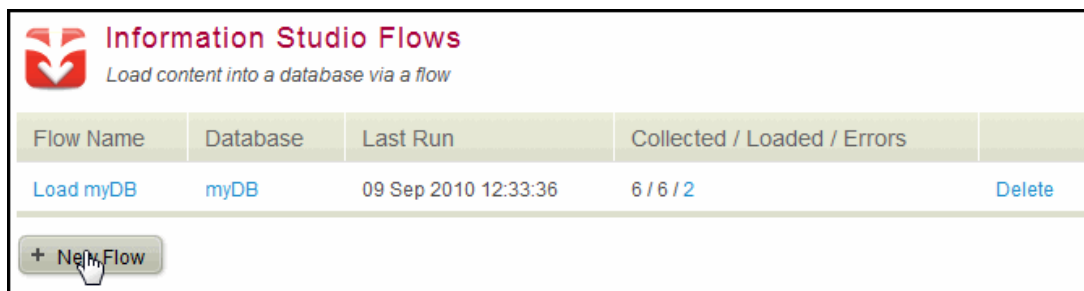 Information Studio Flows
Load content into a database via a flow
Flow Name Database Last Run Collected / Loaded / Errors
Load myDB myDB 09 Sep 2010 12:33:36 6 / 6 / 2 Delete
+ New Flow